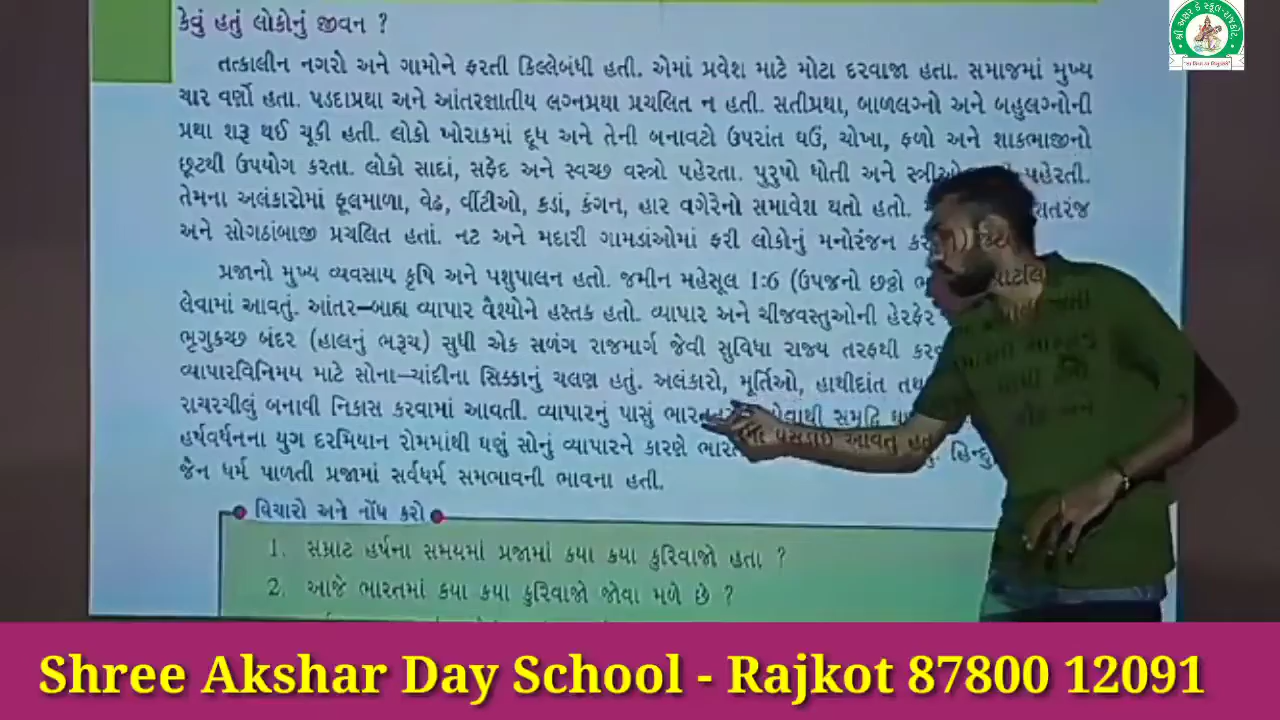 કેવું હતું લોકોનું જીવન ?
તત્કાલીન નગરો અને ગામોને ફરતી કિલ્લેબંધી હતી. એમાં પ્રવેશ માટે મોટા દરવાજા હતા. સમાજમાં મુખ્ય
ચાર વર્ણો હતા. પડદાપ્રથા અને આંતરજ્ઞાતીય લગ્નપ્રથા પ્રચલિત ન હતી. સતીપ્રથા, બાળલગ્નો અને બહુલગ્નોની
પ્રથા શરૂ થઈ ચૂકી હતી. લોકો ખોરાકમાં દૂધ અને તેની બનાવટો ઉપરાંત ઘઉં, ચોખા, ફળો અને શાકભાજીનો
છૂટથી ઉપયોગ કરતા. લોકો સાદાં, સફેદ અને સ્વચ્છ વસ્ત્રો પહેરતા. પુરુષો ધોતી અને સ્ત્રીઓ પહેરતી.
તેમના અલંકારોમાં ફૂલમાળા, વેઢ, વીંટીઓ, કડાં, કંગન, હાર વગેરેનો સમાવેશ થતો હતો. શતરંજ
અને સોગઠાંબાજી પ્રચલિત હતાં. નટ અને મદારી ગામડાંઓમાં ફરી લોકોનું મનોરંજન
પ્રજાનો મુખ્ય વ્યવસાય કૃષિ અને પશુપાલન હતો. જમીન મહેસૂલ 1:6 (ઉપજનો છઠ્ઠો
લેવામાં આવતું. આંતર–બાહ્ય વ્યાપાર વૈશ્યોને હસ્તક હતો. વ્યાપાર અને ચીજવસ્તુઓની હેરફેર
ભૃગુકચ્છ બંદર (હાલનું ભરૂચ) સુધી એક સળંગ રાજમાર્ગ જેવી સુવિધા રાજ્ય તરફથી
વ્યાપારવિનિમય માટે સોના–ચાંદીના સિક્કાનું ચલણ હતું. અલંકારો, મૂર્તિઓ, હાથીદાંત
રાચરચીલું બનાવી નિકાસ કરવામાં આવતી. વ્યાપારનું પાસું હોવાથી સમૃદ્ધિ
હર્ષવર્ધનના યુગ દરમિયાન રોમમાંથી ઘણું સોનું વ્યાપારને કારણે ઘસડાઈ આવતું હતું. હિન્દુ,
જૈન ધર્મ પાળતી પ્રજામાં સર્વધર્મ સમભાવની ભાવના હતી.
વિચારો અને નોંધ કરો
1. સમ્રાટ હર્ષના સમયમાં પ્રજામાં કયા કયા કુરિવાજો હતા ?
2. આજે ભારતમાં કયા કયા કુરિવાજો જોવા મળે છે ?
Shree Akshar Day School - Rajkot 87800 12091